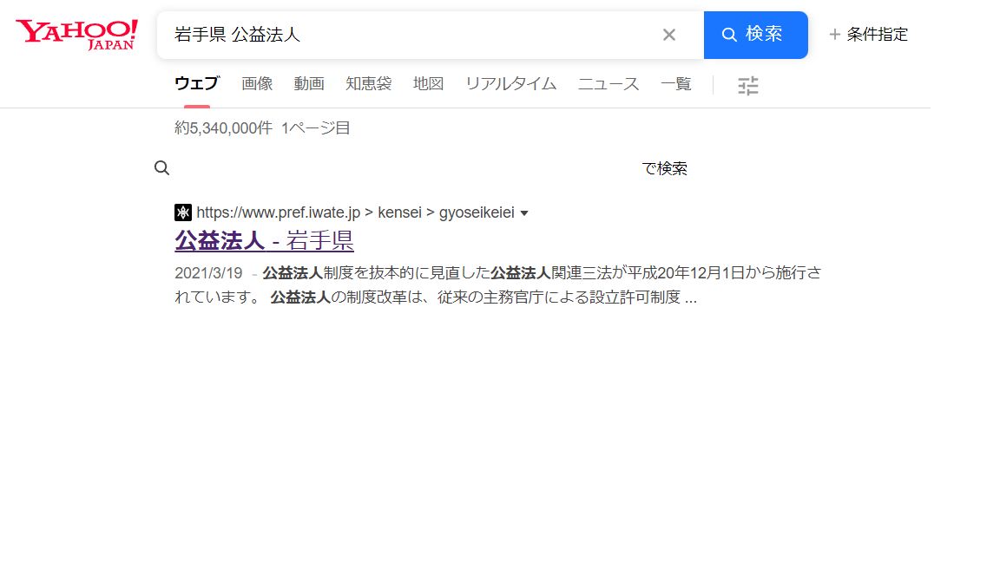 YAHOO! JAPAN
岩手県 公益法人
検索
条件指定
ウェブ 画像 動画 知恵袋 地図 リアルタイム ニュース 一覧
約5,340,000件 1ページ目
で検索
https://www.pref.iwate.jp > kensei > gyoseikeiei
公益法人 - 岩手県
2021/3/19 - 公益法人制度を抜本的に見直した公益法人関連三法が平成20年12月1日から施行さ
れています。 公益法人の制度改革は、従来の主務官庁による設立許可制度 ...